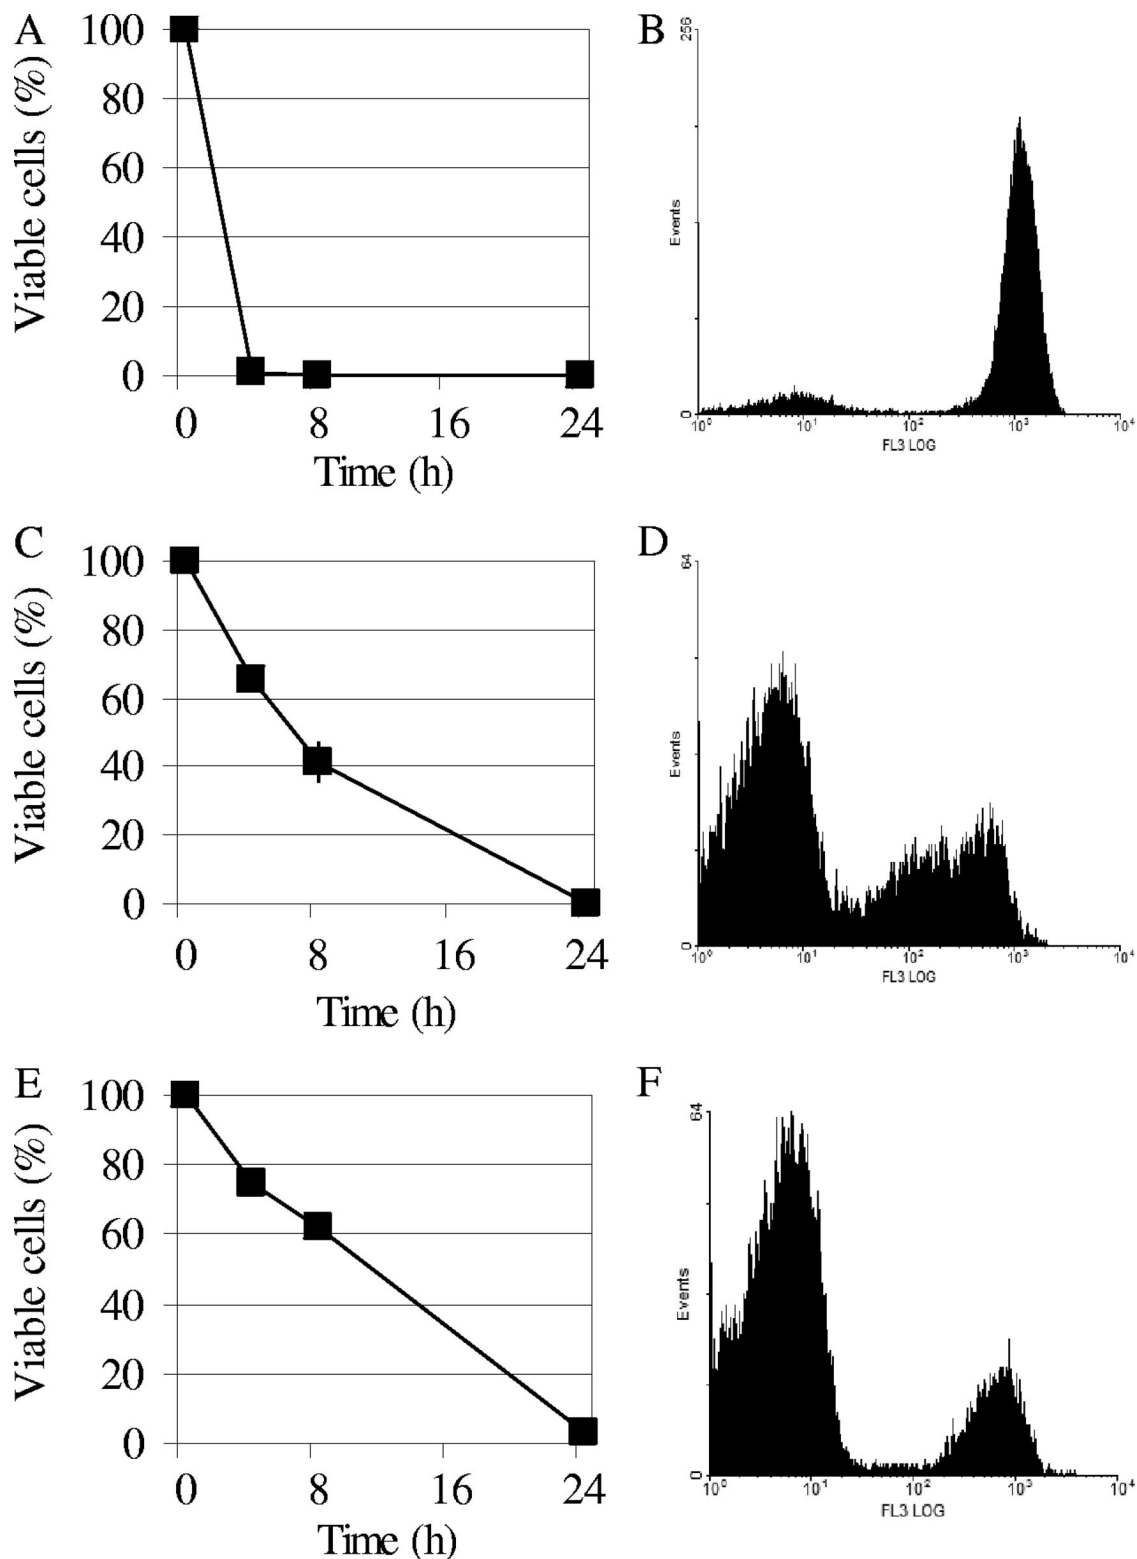 A
Viable cells (%)
100
80
60
40
20
0
0 8 16 24
Time (h)
B
256
Events
0
10⁰ 10¹ 10² 10³ 10⁴
FL3 LOG
C
Viable cells (%)
100
80
60
40
20
0
0 8 16 24
Time (h)
D
64
Events
0
10⁰ 10¹ 10² 10³ 10⁴
FL3 LOG
E
Viable cells (%)
100
80
60
40
20
0
0 8 16 24
Time (h)
F
64
Events
0
10⁰ 10¹ 10² 10³ 10⁴
FL3 LOG